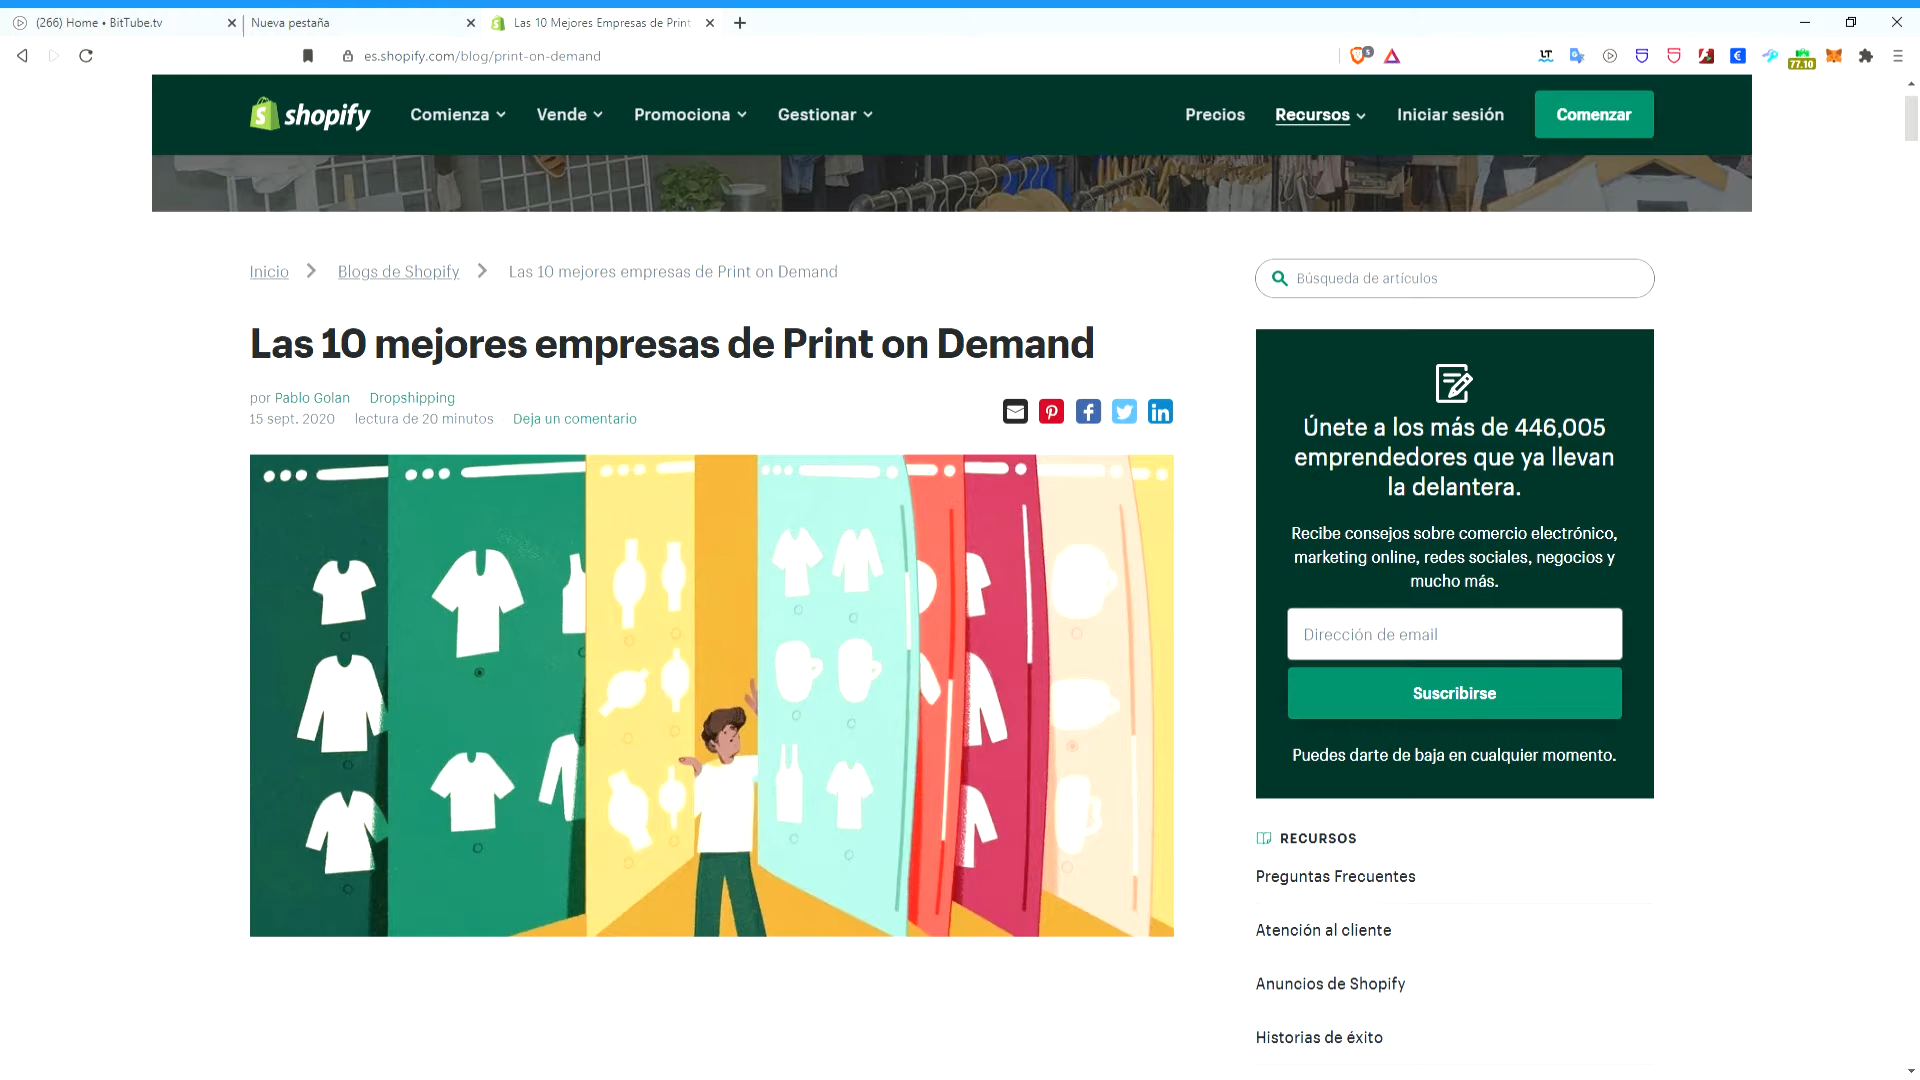 (266) Home • BitTube.tv
Nueva pestaña
Las 10 Mejores Empresas de Print
es.shopify.com/blog/print-on-demand
5
LT
€
77.10
shopify
Comienza
Vende
Promociona
Gestionar
Precios
Recursos
Iniciar sesión
Comenzar
Inicio
Blogs de Shopify
Las 10 mejores empresas de Print on Demand
Búsqueda de artículos
Las 10 mejores empresas de Print on Demand
por Pablo Golan Dropshipping
15 sept. 2020 lectura de 20 minutos Deja un comentario
Únete a los más de 446,005
emprendedores que ya llevan
la delantera.
Recibe consejos sobre comercio electrónico,
marketing online, redes sociales, negocios y
mucho más.
Dirección de email
Suscribirse
Puedes darte de baja en cualquier momento.
RECURSOS
Preguntas Frecuentes
Atención al cliente
Anuncios de Shopify
Historias de éxito